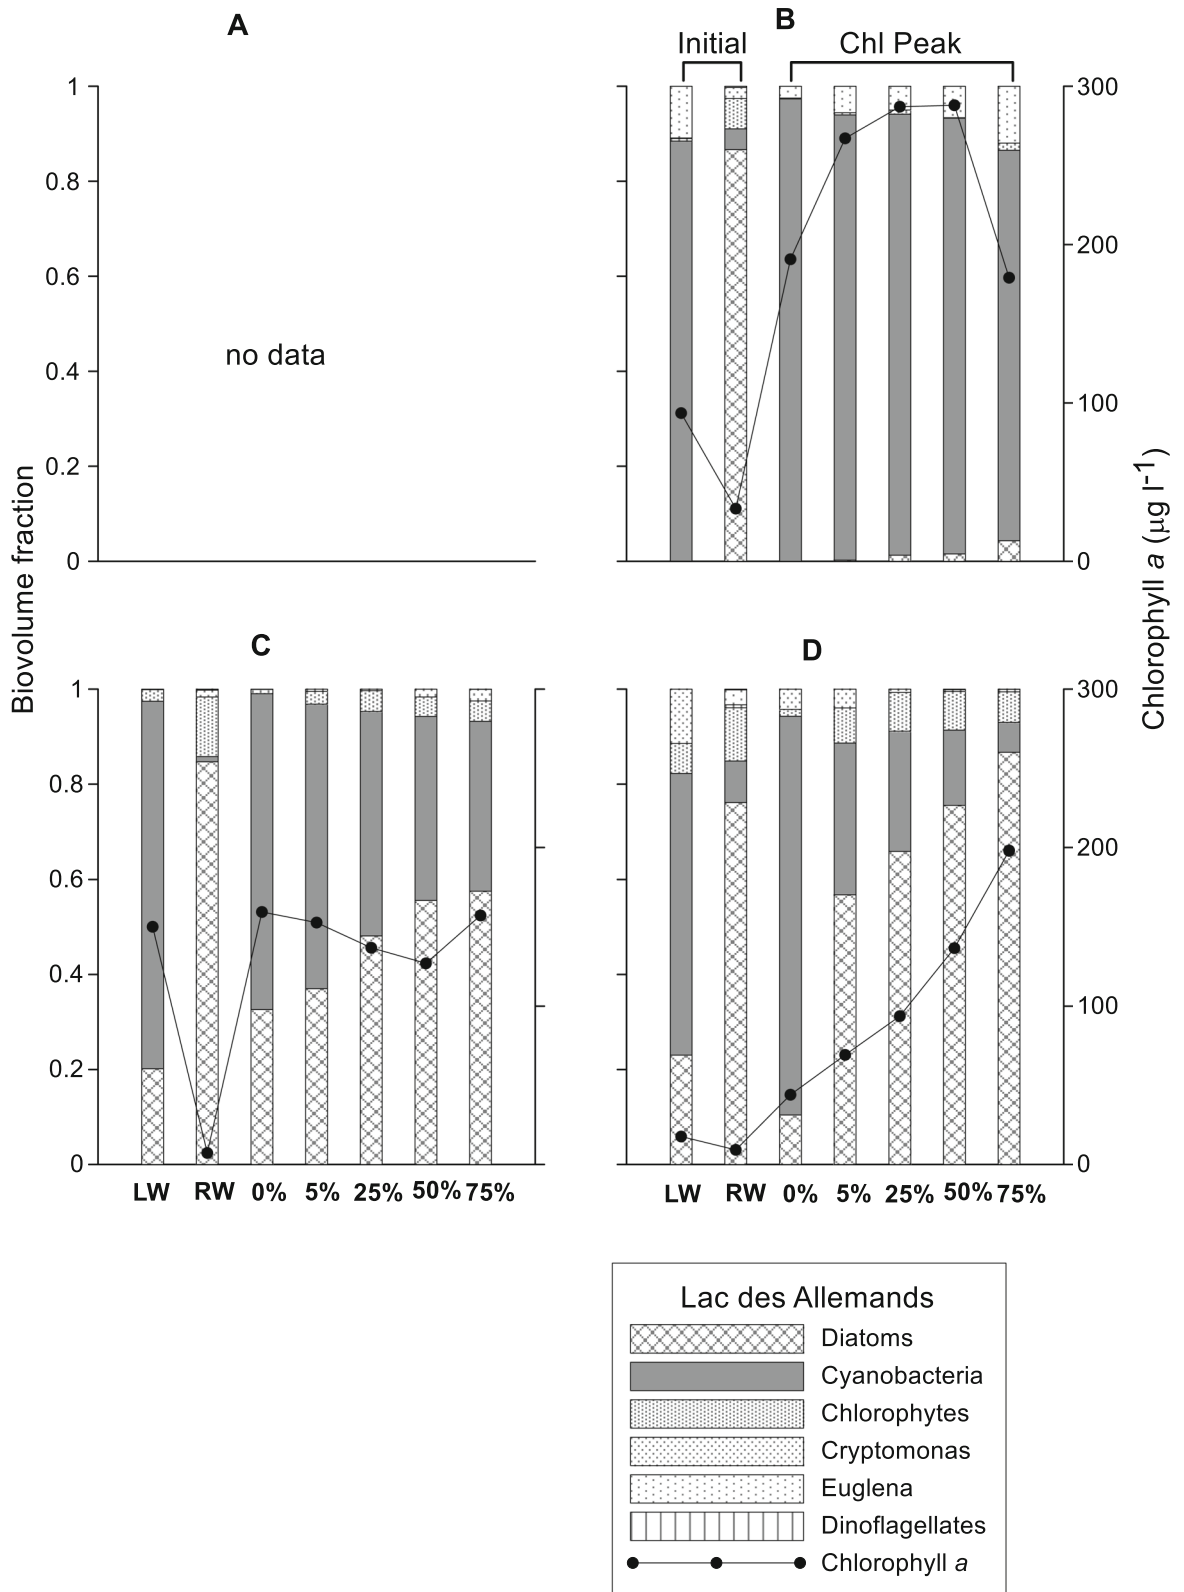 A
B
Initial
Chl Peak
1
0.8
0.6
0.4
0.2
0
no data
300
200
100
0
Biovolume fraction
Chlorophyll a (µg l-1)
C
D
1
0.8
0.6
0.4
0.2
0
300
200
100
0
LW RW 0% 5% 25% 50% 75%
LW RW 0% 5% 25% 50% 75%
Lac des Allemands
Diatoms
Cyanobacteria
Chlorophytes
Cryptomonas
Euglena
Dinoflagellates
Chlorophyll a